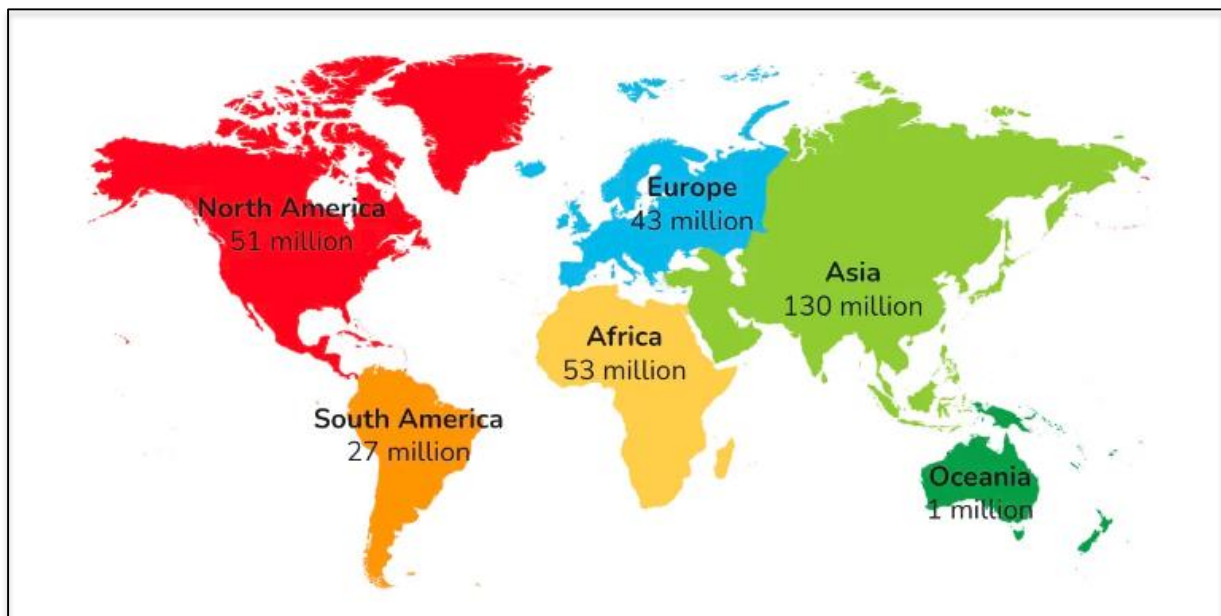 North America
51 million
Europe
43 million
Asia
130 million
Africa
53 million
South America
27 million
Oceania
1 million